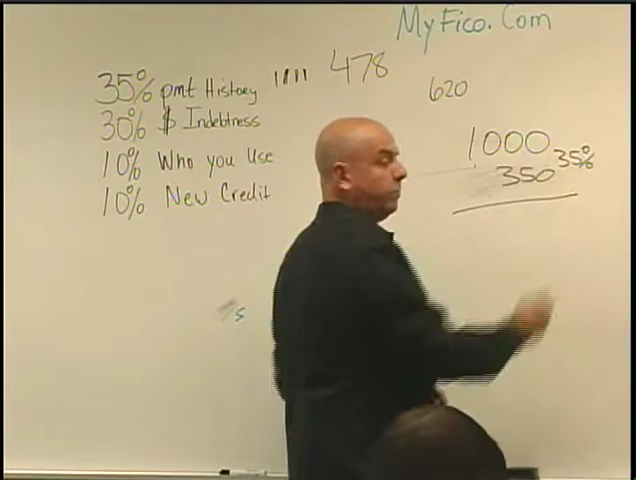 MyFico.Com
35% pmt History 478
30% $ Indebtness
10% Who you Use
10% New Credit
620
1000
350 35%
s